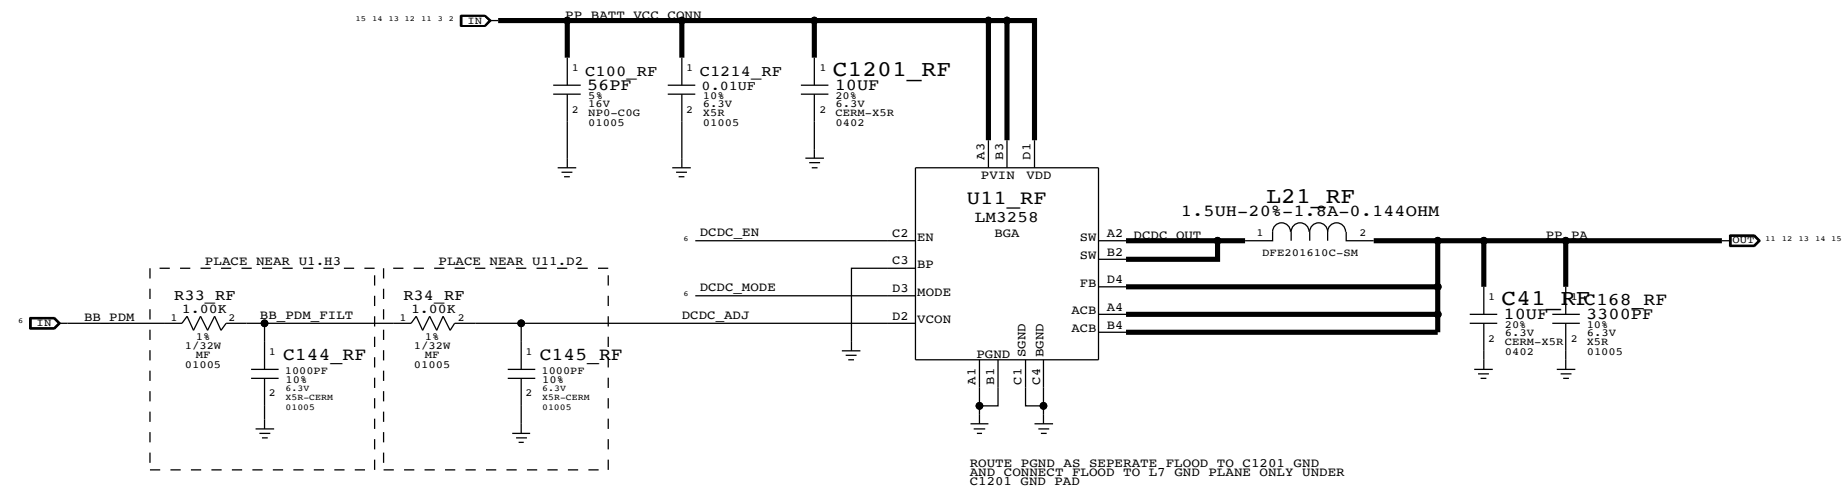 15 14 13 12 11 3 2
IN
PP_BATT_VCC_CONN
1
C100_RF
56PF
5%
16V
NP0-C0G
01005
2
1
C1214_RF
0.01UF
10%
6.3V
X5R
01005
2
1
C1201_RF
10UF
20%
6.3V
CERM-X5R
0402
2
A3
B3
D1
PVIN
VDD
U11_RF
LM3258
BGA
6
DCDC_EN
C2
EN
C3
BP
6
DCDC_MODE
D3
MODE
DCDC_ADJ
D2
VCON
SW
A2
SW
B2
FB
D4
ACB
A4
ACB
B4
PGND
SGND
BGND
A1
B1
C1
C4
DCDC_OUT
L21_RF
1.5UH-20%-1.8A-0.144OHM
1
2
DFE201610C-SM
PP_PA
OUT
11 12 13 14 15
1
C41_RF
10UF
20%
6.3V
CERM-X5R
0402
2
1
C168_RF
3300PF
10%
6.3V
X5R
01005
2
PLACE NEAR U1.H3
PLACE NEAR U11.D2
6
IN
BB_PDM
R33_RF
1.00K
1
2
1%
1/32W
MF
01005
BB_PDM_FILT
1
C144_RF
1000PF
10%
6.3V
X5R-CERM
01005
2
R34_RF
1.00K
1
2
1%
1/32W
MF
01005
1
C145_RF
1000PF
10%
6.3V
X5R-CERM
01005
2
ROUTE PGND AS SEPERATE FLOOD TO C1201 GND
AND CONNECT FLOOD TO L7 GND PLANE ONLY UNDER
C1201 GND PAD